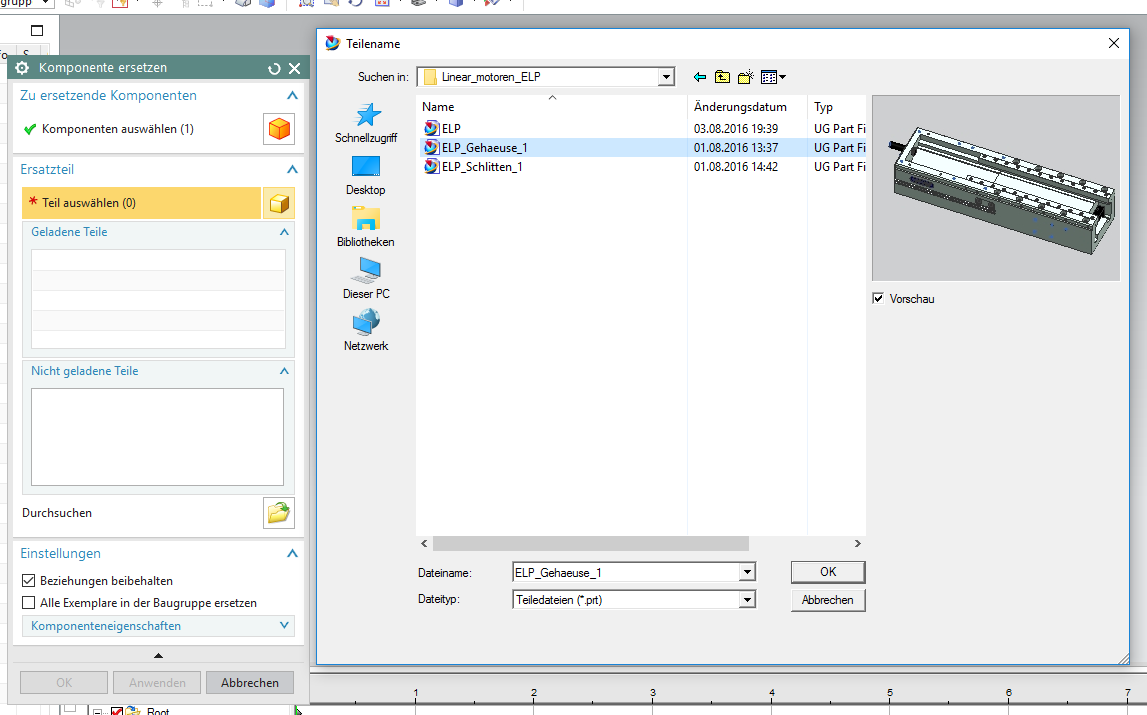 grupp
Komponente ersetzen
Zu ersetzende Komponenten
Komponenten auswählen (1)
Ersatzteil
* Teil auswählen (0)
Geladene Teile
Nicht geladene Teile
Durchsuchen
Einstellungen
Beziehungen beibehalten
Alle Exemplare in der Baugruppe ersetzen
Komponenteneigenschaften
OK Anwenden Abbrechen
Teilename
Suchen in: Linear_motoren_ELP
Schnellzugriff
Desktop
Bibliotheken
Dieser PC
Netzwerk
Name Änderungsdatum Typ
ELP 03.08.2016 19:39 UG Part Fi
ELP_Gehaeuse_1 01.08.2016 13:37 UG Part Fi
ELP_Schlitten_1 01.08.2016 14:42 UG Part Fi
Vorschau
Dateiname: ELP_Gehaeuse_1 OK
Dateityp: Teiledateien (*.prt) Abbrechen
1 2 3 4 5 6 7
Root